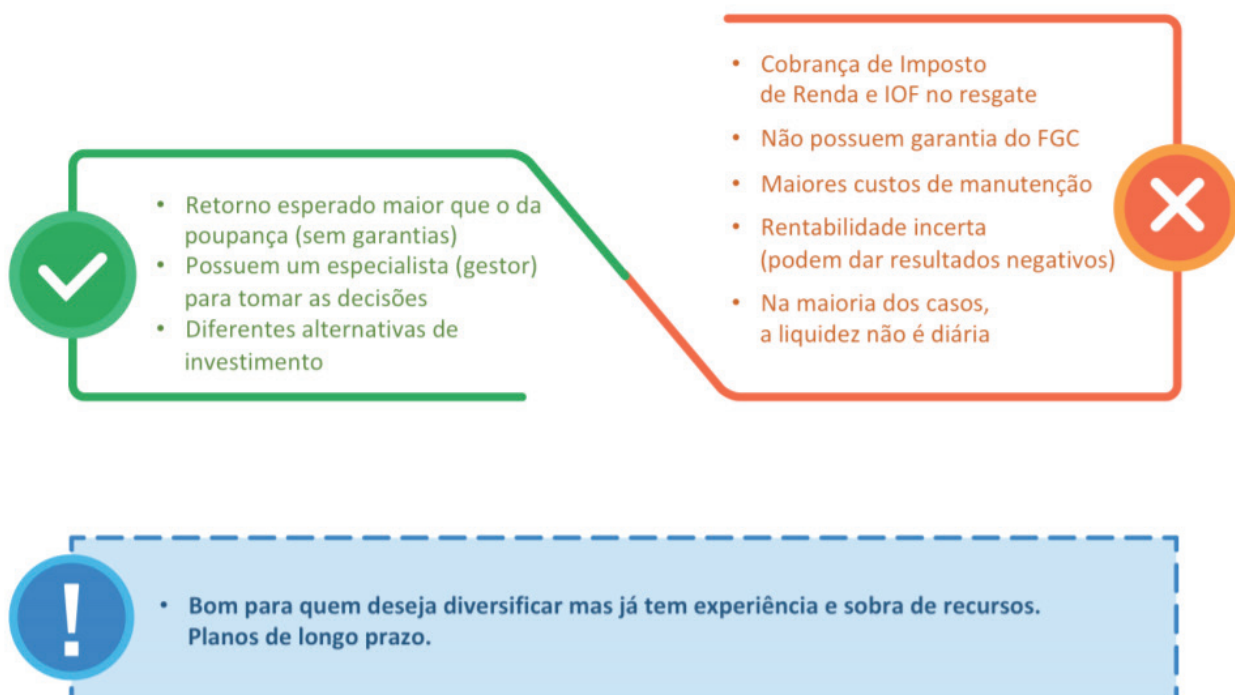 • Retorno esperado maior que o da
poupança (sem garantias)
• Possuem um especialista (gestor)
para tomar as decisões
• Diferentes alternativas de
investimento
• Cobrança de Imposto
de Renda e IOF no resgate
• Não possuem garantia do FGC
• Maiores custos de manutenção
• Rentabilidade incerta
(podem dar resultados negativos)
• Na maioria dos casos,
a liquidez não é diária
!
• Bom para quem deseja diversificar mas já tem experiência e sobra de recursos.
Planos de longo prazo.